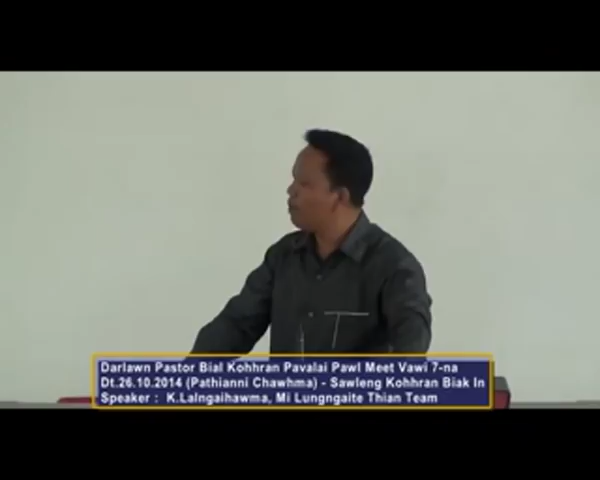 Darlawn Pastor Bial Kohhran Pavalai Pawl Meet Vawi 7-na
Dt.26.10.2014 (Pathianni Chawhma) - Sawleng Kohhran Biak In
Speaker : K.Lalngaihawma, Mi Lungngaite Thian Team